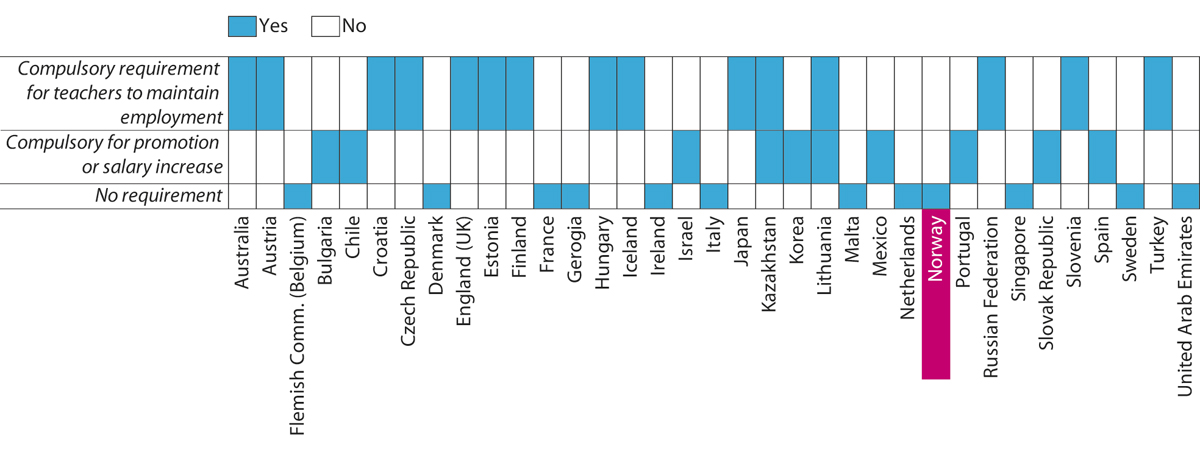 Yes
No
Compulsory requirement
for teachers to maintain
employment
Compulsory for promotion
or salary increase
No requirement
Australia
Austria
Flemish Comm. (Belgium)
Bulgaria
Chile
Croatia
Czech Republic
Denmark
England (UK)
Estonia
Finland
France
Gerogia
Hungary
Iceland
Ireland
Israel
Italy
Japan
Kazakhstan
Korea
Lithuania
Malta
Mexico
Netherlands
Norway
Portugal
Russian Federation
Singapore
Slovak Republic
Slovenia
Spain
Sweden
Turkey
United Arab Emirates